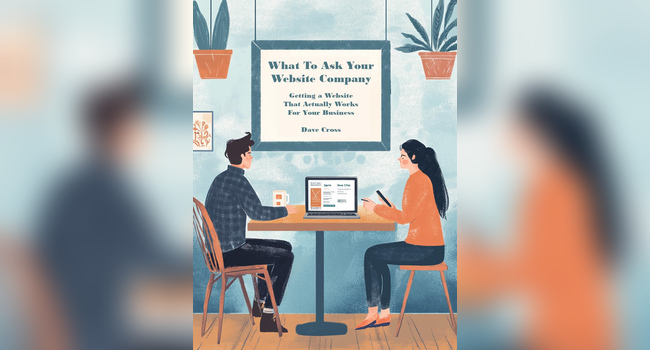 What To Ask Your
Website Company
Getting a Website
That Actually Works
For Your Business
Dave Cross